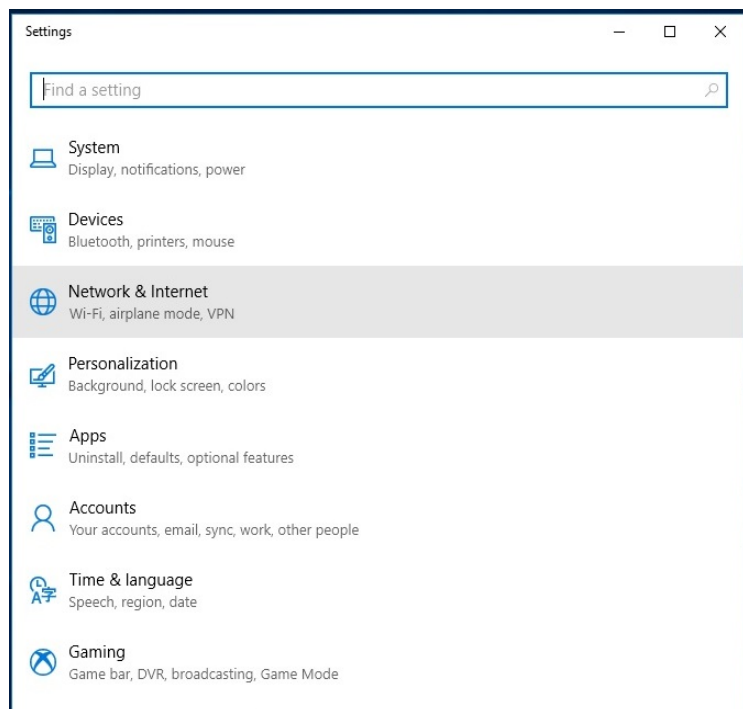 Settings
Find a setting
System
Display, notifications, power
Devices
Bluetooth, printers, mouse
Network & Internet
Wi-Fi, airplane mode, VPN
Personalization
Background, lock screen, colors
Apps
Uninstall, defaults, optional features
Accounts
Your accounts, email, sync, work, other people
Time & language
Speech, region, date
Gaming
Game bar, DVR, broadcasting, Game Mode